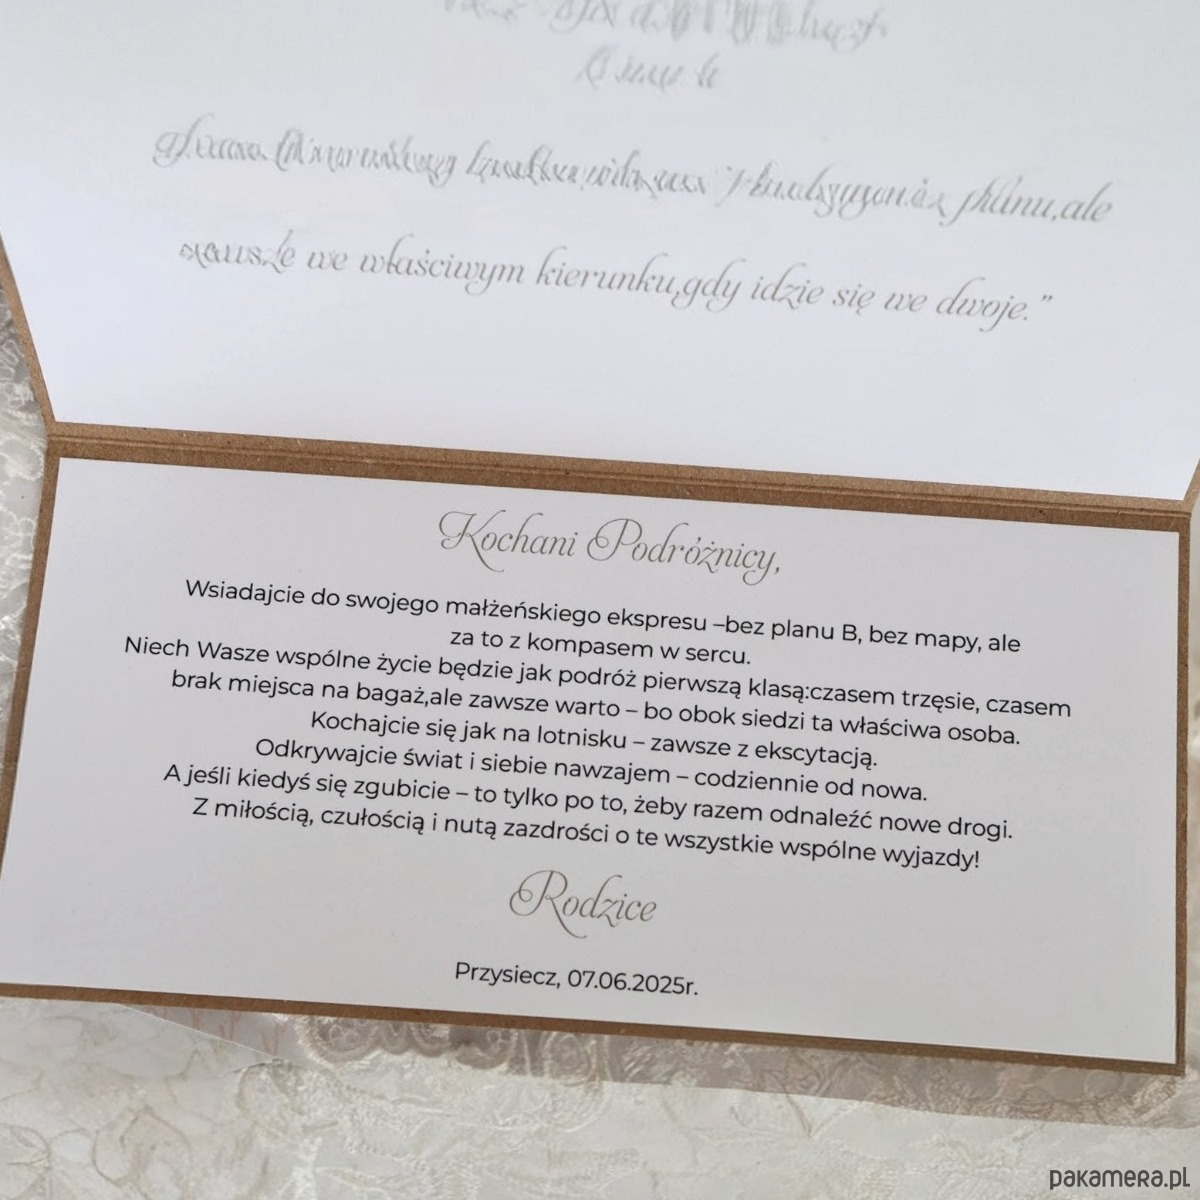 planu, ale
zawsze we właściwym kierunku,gdy idzie się we dwoje.”
Kochani Podróżnicy,
Wsiadajcie do swojego małżeńskiego ekspresu –bez planu B, bez mapy, ale
za to z kompasem w sercu.
Niech Wasze wspólne życie będzie jak podróż pierwszą klasą:czasem trzęsie, czasem
brak miejsca na bagaż,ale zawsze warto – bo obok siedzi ta właściwa osoba.
Kochajcie się jak na lotnisku – zawsze z ekscytacją.
Odkrywajcie świat i siebie nawzajem – codziennie od nowa.
A jeśli kiedyś się zgubicie – to tylko po to, żeby razem odnaleźć nowe drogi.
Z miłością, czułością i nutą zazdrości o te wszystkie wspólne wyjazdy!
Rodzice
Przysiecz, 07.06.2025r.
pakamera.pl